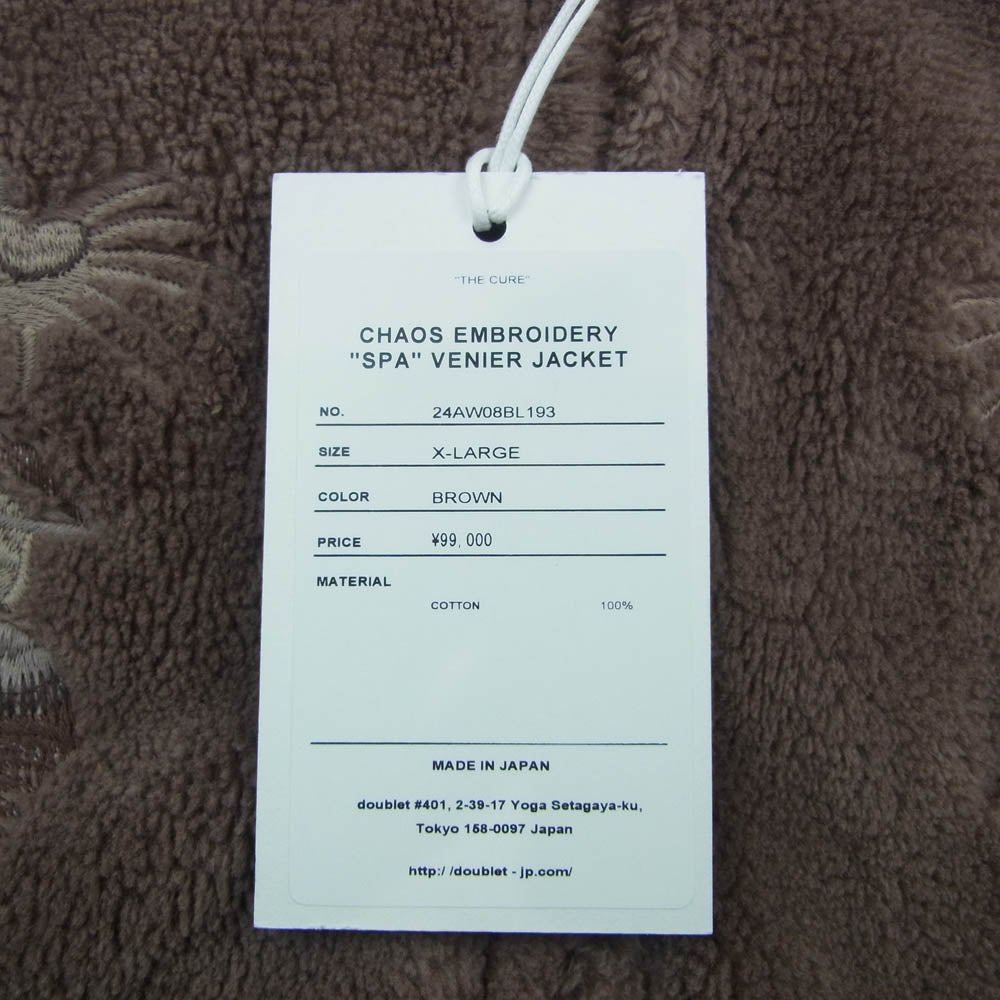 "THE CURE"
CHAOS EMBROIDERY
"SPA" VENIER JACKET
NO. 24AW08BL193
SIZE X-LARGE
COLOR BROWN
PRICE ¥99,000
MATERIAL
COTTON 100%
MADE IN JAPAN
doublet #401, 2-39-17 Yoga Setagaya-ku,
Tokyo 158-0097 Japan
http://doublet-jp.com/